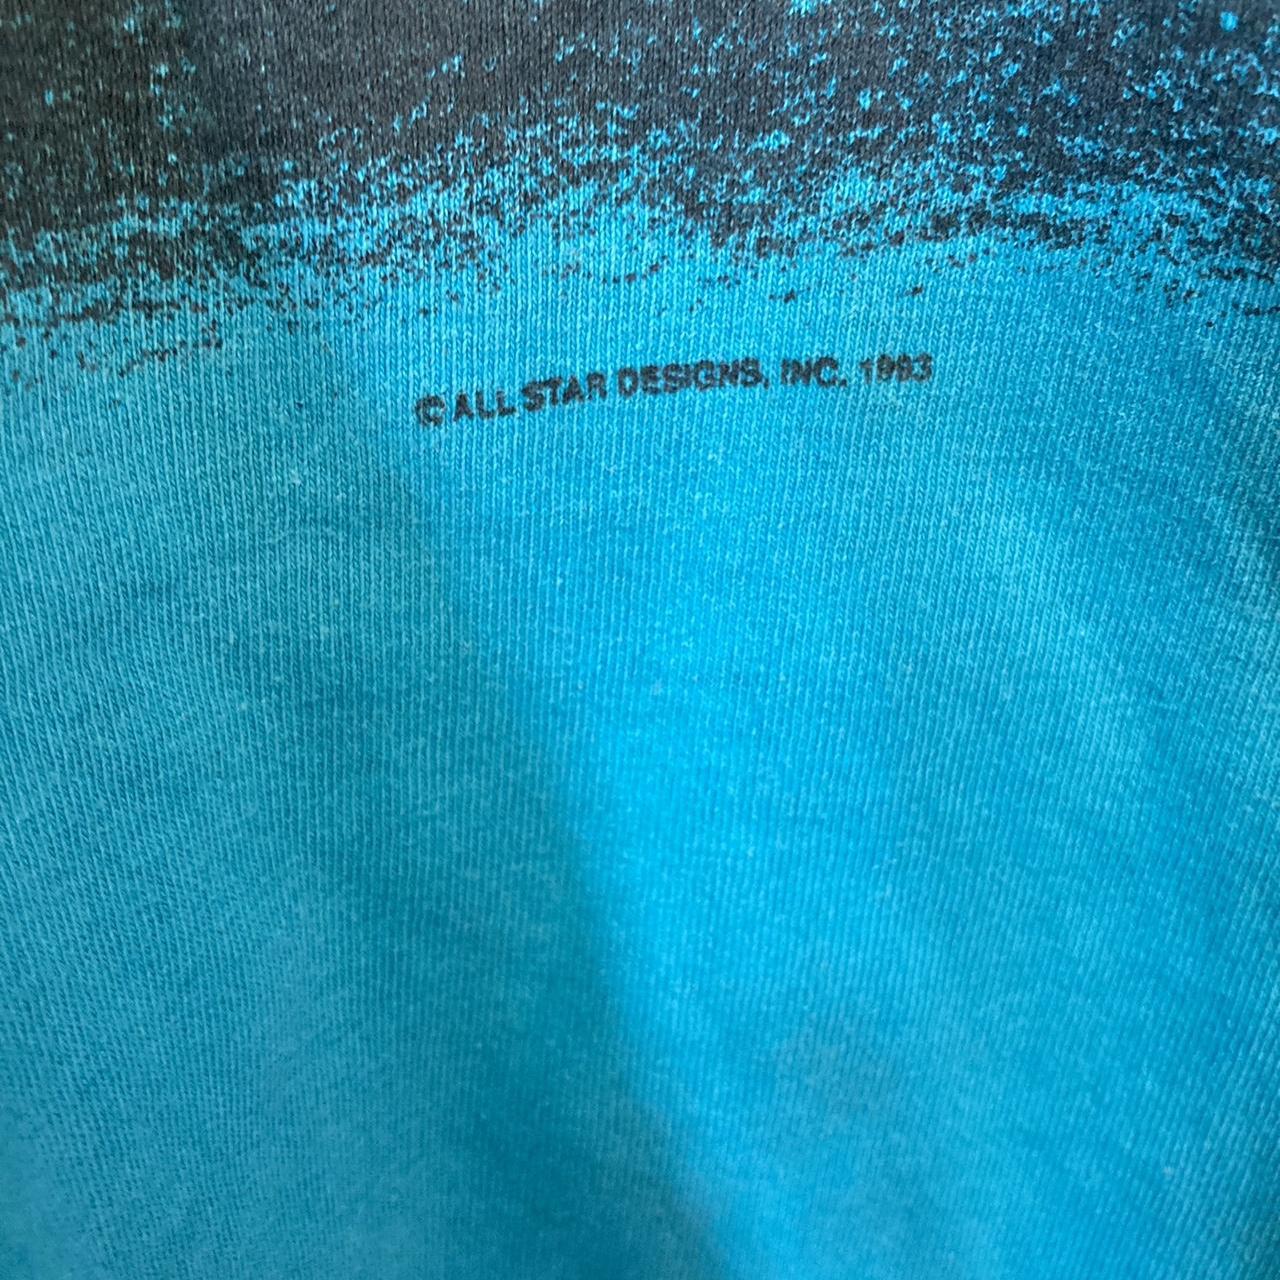 © ALL STAR DESIGNS, INC. 1993